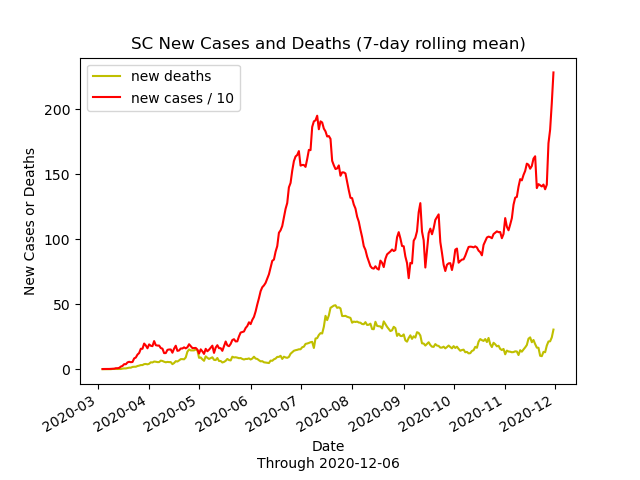 SC New Cases and Deaths (7-day rolling mean)
new deaths
new cases / 10
New Cases or Deaths
200
150
100
50
0
2020-03
2020-04
2020-05
2020-06
2020-07
2020-08
2020-09
2020-10
2020-11
2020-12
Date
Through 2020-12-06